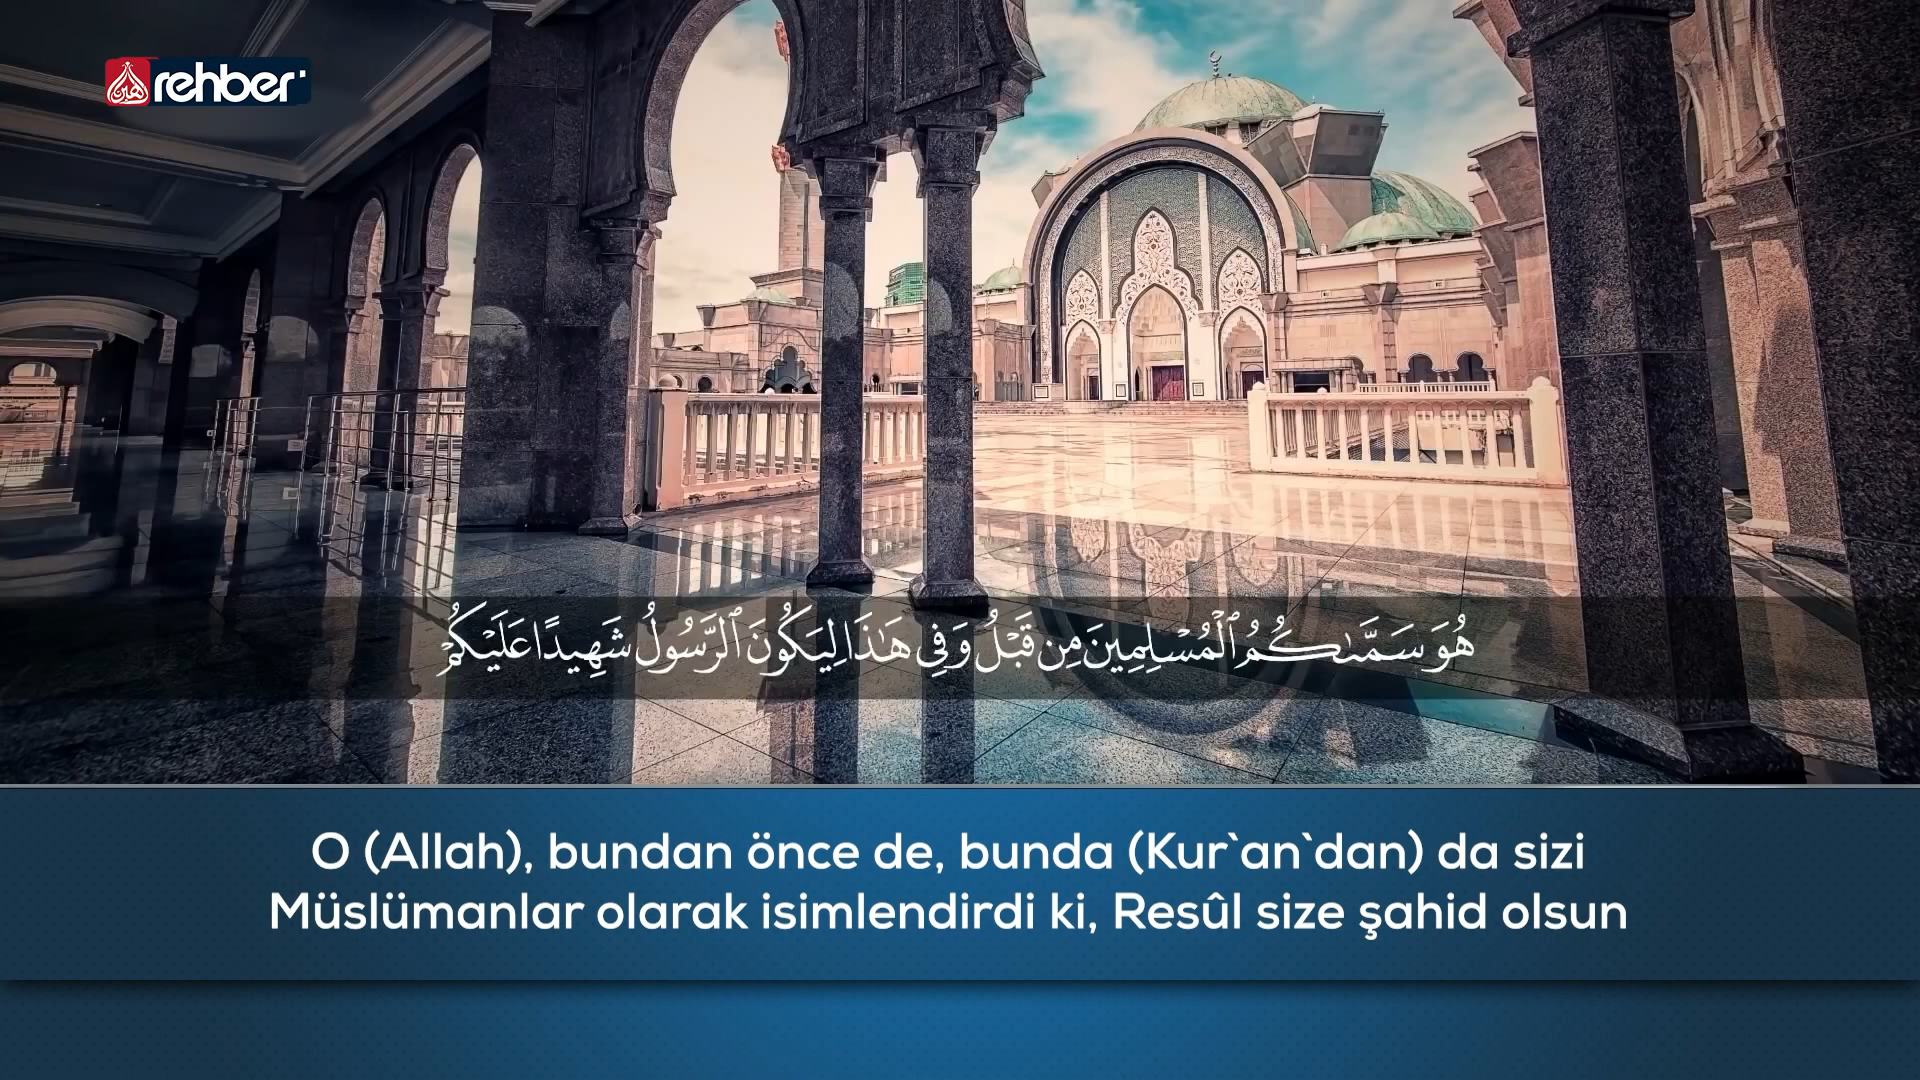 rehber
هُوَ سَمَّىٰكُمُ ٱلْمُسْلِمِينَ مِن قَبْلُ وَفِى هَٰذَا لِيَكُونَ ٱلرَّسُولُ شَهِيدًا عَلَيْكُمْ
O (Allah), bundan önce de, bunda (Kur`an`dan) da sizi
Müslümanlar olarak isimlendirdi ki, Resûl size şahid olsun